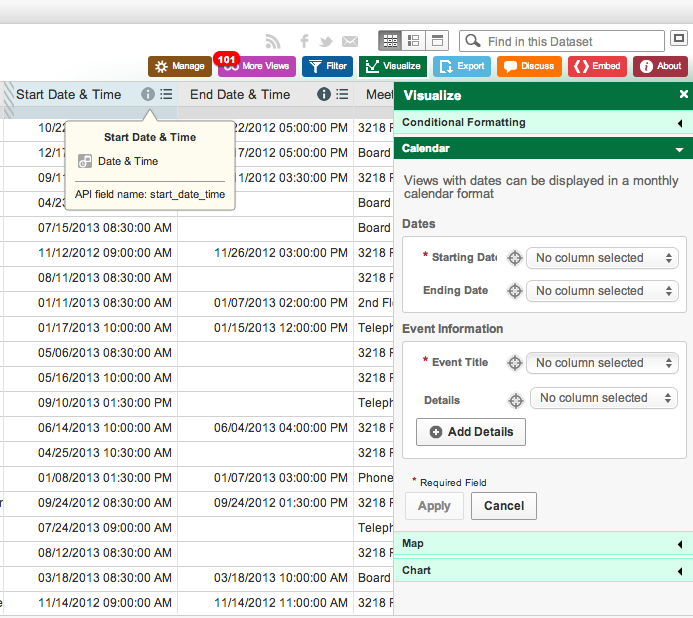 Find in this Dataset
101
Manage
More Views
Filter
Visualize
Export
Discuss
Embed
About
Start Date & Time
End Date & Time
Start Date & Time
Date & Time
API field name: start_date_time
10/22
22/2012 05:00:00 PM
3218 F
12/17
17/2012 05:00:00 PM
Board
09/11
11/2012 03:30:00 PM
3218 F
04/23
Board
07/15/2013 08:30:00 AM
Board
11/12/2012 09:00:00 AM
11/26/2012 03:00:00 PM
3218 F
08/11/2013 08:30:00 AM
3218 F
01/11/2013 08:30:00 AM
01/07/2013 02:00:00 PM
2nd Fl
01/17/2013 10:00:00 AM
01/15/2013 12:00:00 PM
Teleph
05/06/2013 08:30:00 AM
3218 F
05/16/2013 10:00:00 AM
3218 F
09/10/2013 01:30:00 PM
Teleph
06/14/2013 10:00:00 AM
06/04/2013 04:00:00 PM
3218 F
04/25/2013 10:30:00 AM
3218 F
01/08/2013 01:30:00 PM
01/07/2013 03:00:00 PM
Phone
09/24/2012 08:30:00 AM
09/24/2012 01:30:00 PM
3218 F
07/24/2013 09:00:00 AM
Teleph
08/12/2013 08:30:00 AM
3218 F
03/18/2013 08:30:00 AM
03/18/2013 10:00:00 AM
Board
11/14/2012 09:00:00 AM
11/14/2012 11:00:00 AM
3218 F
Visualize
Conditional Formatting
Calendar
Views with dates can be displayed in a monthly
calendar format
Dates
* Starting Date
No column selected
Ending Date
No column selected
Event Information
* Event Title
No column selected
Details
No column selected
Add Details
* Required Field
Apply
Cancel
Map
Chart